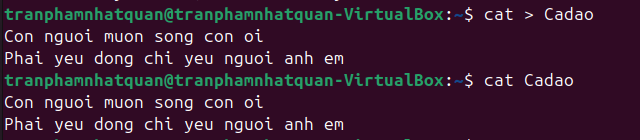 tranphamnhatquan@tranphamnhatquan-VirtualBox:~$ cat > Cadao
Con nguoi muon song con oi
Phai yeu dong chi yeu nguoi anh em
tranphamnhatquan@tranphamnhatquan-VirtualBox:~$ cat Cadao
Con nguoi muon song con oi
Phai yeu dong chi yeu nguoi anh em